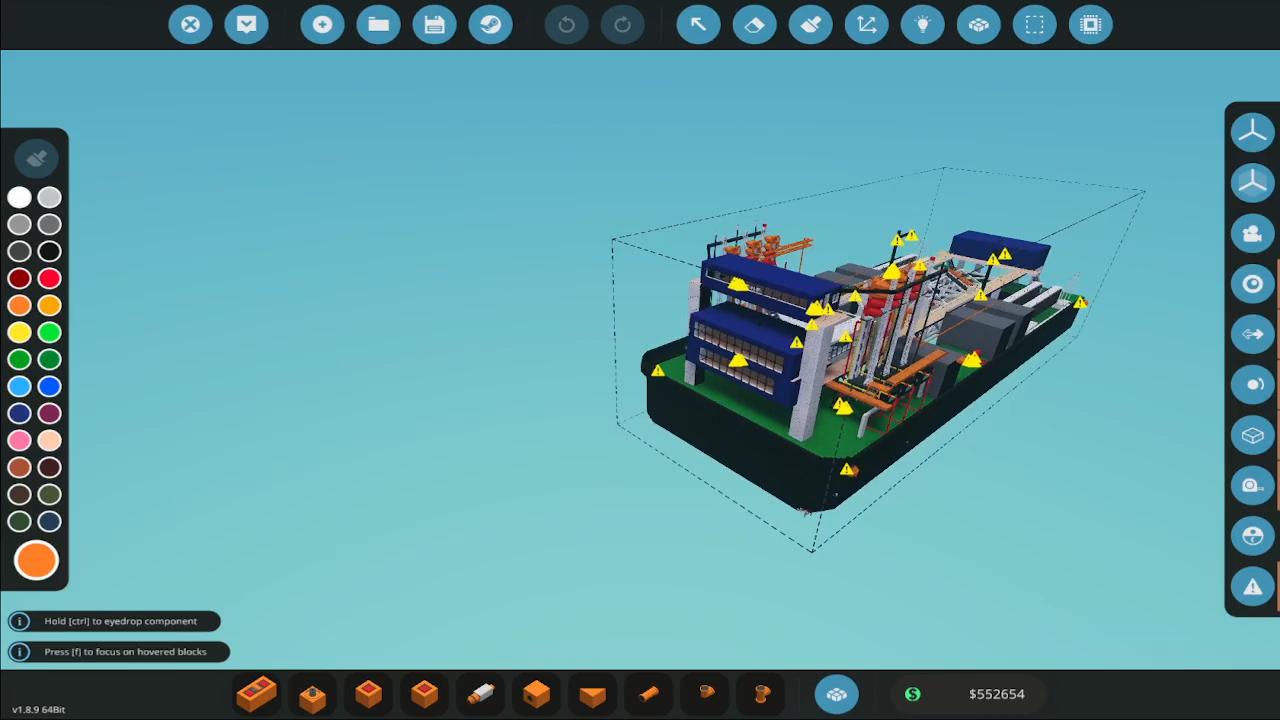 Hold [ctrl] to eyedrop component
Press [f] to focus on hovered blocks
v1.8.9 64Bit
$552654